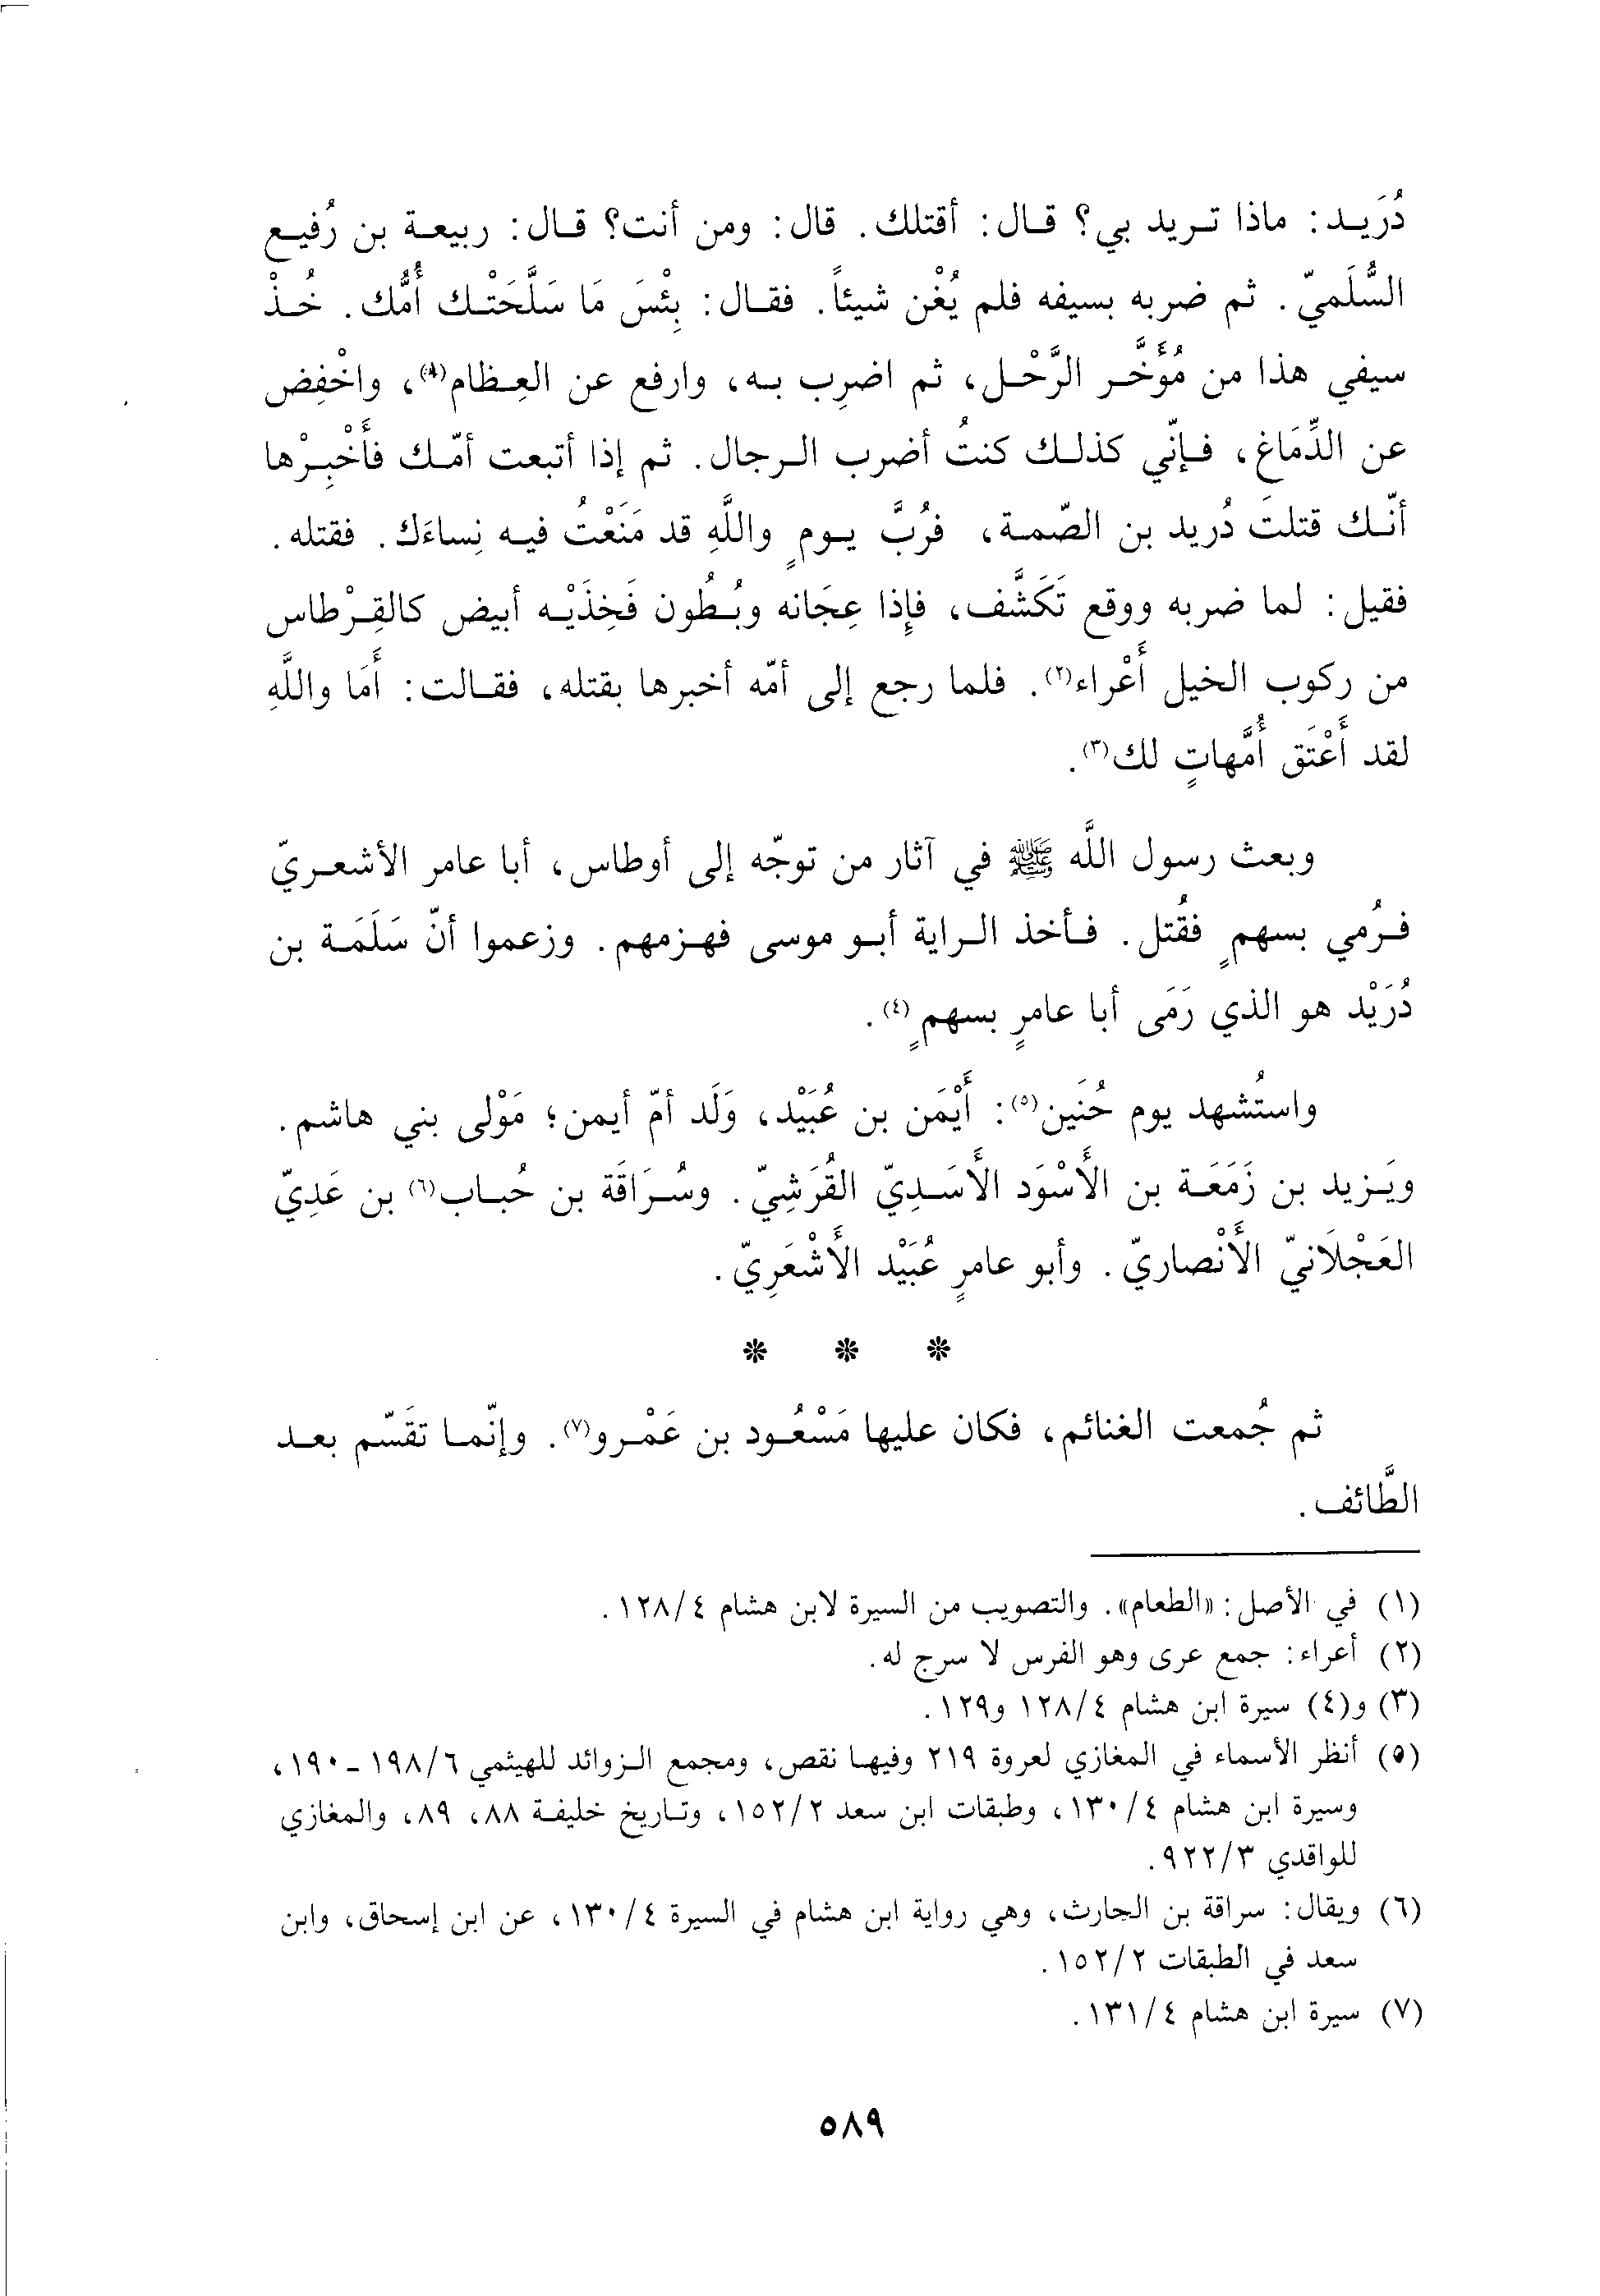 دُرَيد: ماذا تريد بي؟ قال: أقتلك. قال: ومن أنت؟ قال: ربيعة بن رُفيع
السُّلَميّ. ثم ضربه بسيفه فلم يُغْن شيئاً. فقال: بِئْسَ مَا سَلَّحَتْك أُمُّك. خُذْ
سيفي هذا من مُؤَخَّر الرَّحْل، ثم اضرِب به، وارفع عن العِظام(١)، واخْفِض
عن الدِّمَاغ، فإنّي كذلك كنتُ أضرب الرجال. ثم إذا أتبعت أمّك فأَخْبِرْها
أنّك قتلتَ دُريد بن الصّمة، فرُبَّ يومٍ واللَّهِ قد مَنَعْتُ فيه نِساءَك. فقتله.
فقيل: لما ضربه ووقع تَكَشَّف، فإِذا عِجَانه وبُطُون فَخِذَيْه أبيض كالقِرْطاس
من ركوب الخيل أَعْراء(٢). فلما رجع إلى أمّه أخبرها بقتله، فقالت: أَمَا واللَّهِ
لقد أَعْتَق أُمَّهاتٍ لك(٣).
وبعث رسول اللَّه ﷺ في آثار من توجّه إلى أوطاس، أبا عامر الأشعريّ
فرُمي بسهمٍ فقُتل. فأخذ الراية أبو موسى فهزمهم. وزعموا أنّ سَلَمَة بن
دُرَيْد هو الذي رَمَى أبا عامرٍ بسهمٍ(٤).
واستُشهد يوم حُنَين(٥): أَيْمَن بن عُبَيْد، وَلَد أمّ أيمن؛ مَوْلى بني هاشم.
ويَزيد بن زَمَعَة بن الأَسْوَد الأَسَديّ القُرَشِيّ. وسُرَاقَة بن حُباب(٦) بن عَدِيّ
العَجْلَانيّ الأَنْصاريّ. وأبو عامرٍ عُبَيْد الأَشْعَرِيّ.
* * *
ثم جُمعت الغنائم، فكان عليها مَسْعُود بن عَمْرو(٧). وإنّما تقَسّم بعد
الطَّائف.
(١) في الأصل: «الطعام». والتصويب من السيرة لابن هشام ٤/١٢٨.
(٢) أعراء: جمع عرى وهو الفرس لا سرج له.
(٣) و(٤) سيرة ابن هشام ٤/١٢٨ و١٢٩.
(٥) أنظر الأسماء في المغازي لعروة ٢١٩ وفيها نقص، ومجمع الزوائد للهيثمي ٦/١٩٨ - ١٩٠،
وسيرة ابن هشام ٤/١٣٠، وطبقات ابن سعد ٢/١٥٢، وتاريخ خليفة ٨٨، ٨٩، والمغازي
للواقدي ٣/٩٢٢.
(٦) ويقال: سراقة بن الحارث، وهي رواية ابن هشام في السيرة ٤/١٣٠، عن ابن إسحاق، وابن
سعد في الطبقات ٢/١٥٢.
(٧) سيرة ابن هشام ٤/١٣١.
٥٨٩